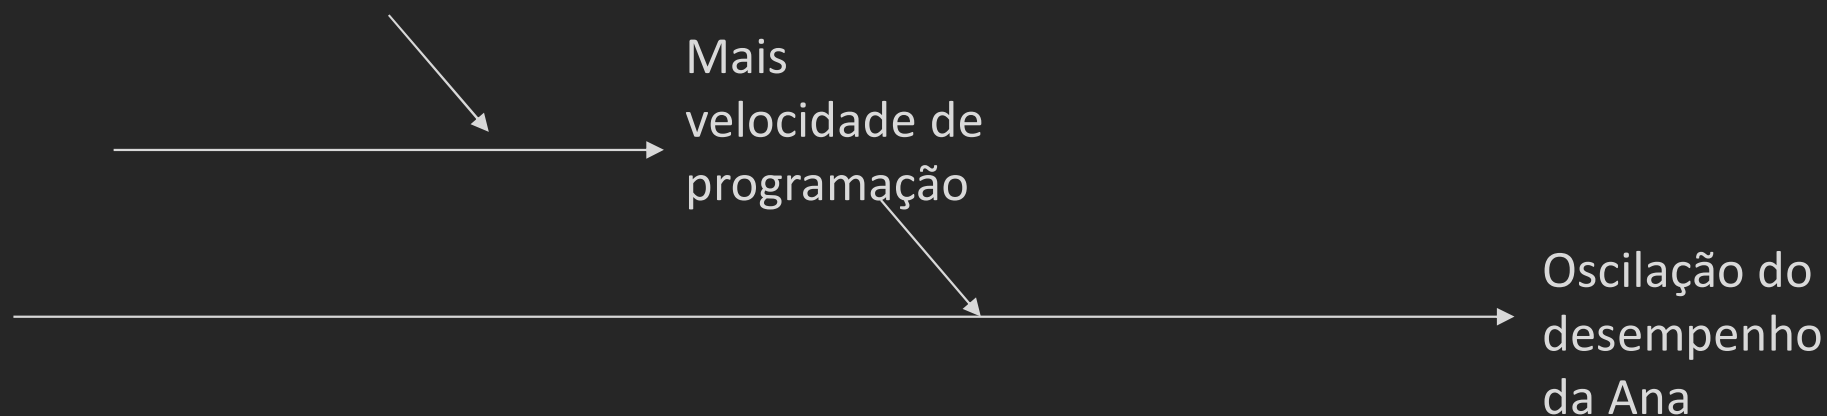 Mais
velocidade de
programação
Oscilação do
desempenho
da Ana